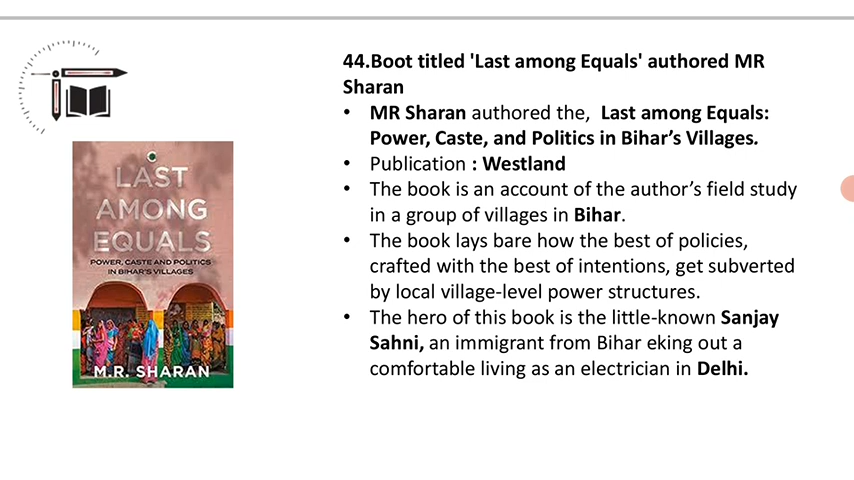 44.Boot titled 'Last among Equals' authored MR
Sharan
• MR Sharan authored the, Last among Equals:
Power, Caste, and Politics in Bihar’s Villages.
• Publication : Westland
• The book is an account of the author’s field study
in a group of villages in Bihar.
• The book lays bare how the best of policies,
crafted with the best of intentions, get subverted
by local village-level power structures.
• The hero of this book is the little-known Sanjay
Sahni, an immigrant from Bihar eking out a
comfortable living as an electrician in Delhi.
LAST
AMONG
EQUALS
POWER, CASTE AND POLITICS
IN BIHAR'S VILLAGES
M.R. SHARAN